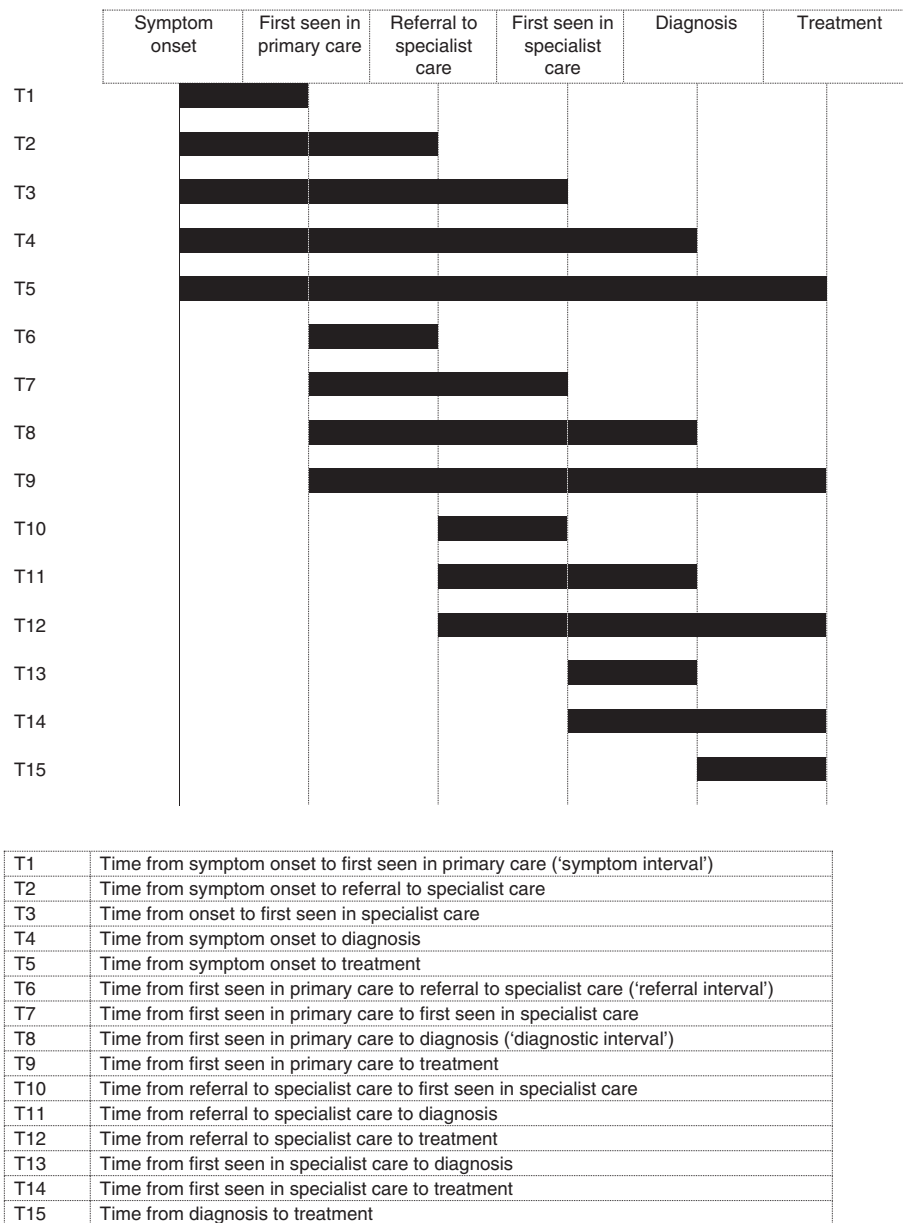 Symptom onset
First seen in primary care
Referral to specialist care
First seen in specialist care
Diagnosis
Treatment
T1
T2
T3
T4
T5
T6
T7
T8
T9
T10
T11
T12
T13
T14
T15
T1 Time from symptom onset to first seen in primary care (‘symptom interval’)
T2 Time from symptom onset to referral to specialist care
T3 Time from onset to first seen in specialist care
T4 Time from symptom onset to diagnosis
T5 Time from symptom onset to treatment
T6 Time from first seen in primary care to referral to specialist care (‘referral interval’)
T7 Time from first seen in primary care to first seen in specialist care
T8 Time from first seen in primary care to diagnosis (‘diagnostic interval’)
T9 Time from first seen in primary care to treatment
T10 Time from referral to specialist care to first seen in specialist care
T11 Time from referral to specialist care to diagnosis
T12 Time from referral to specialist care to treatment
T13 Time from first seen in specialist care to diagnosis
T14 Time from first seen in specialist care to treatment
T15 Time from diagnosis to treatment